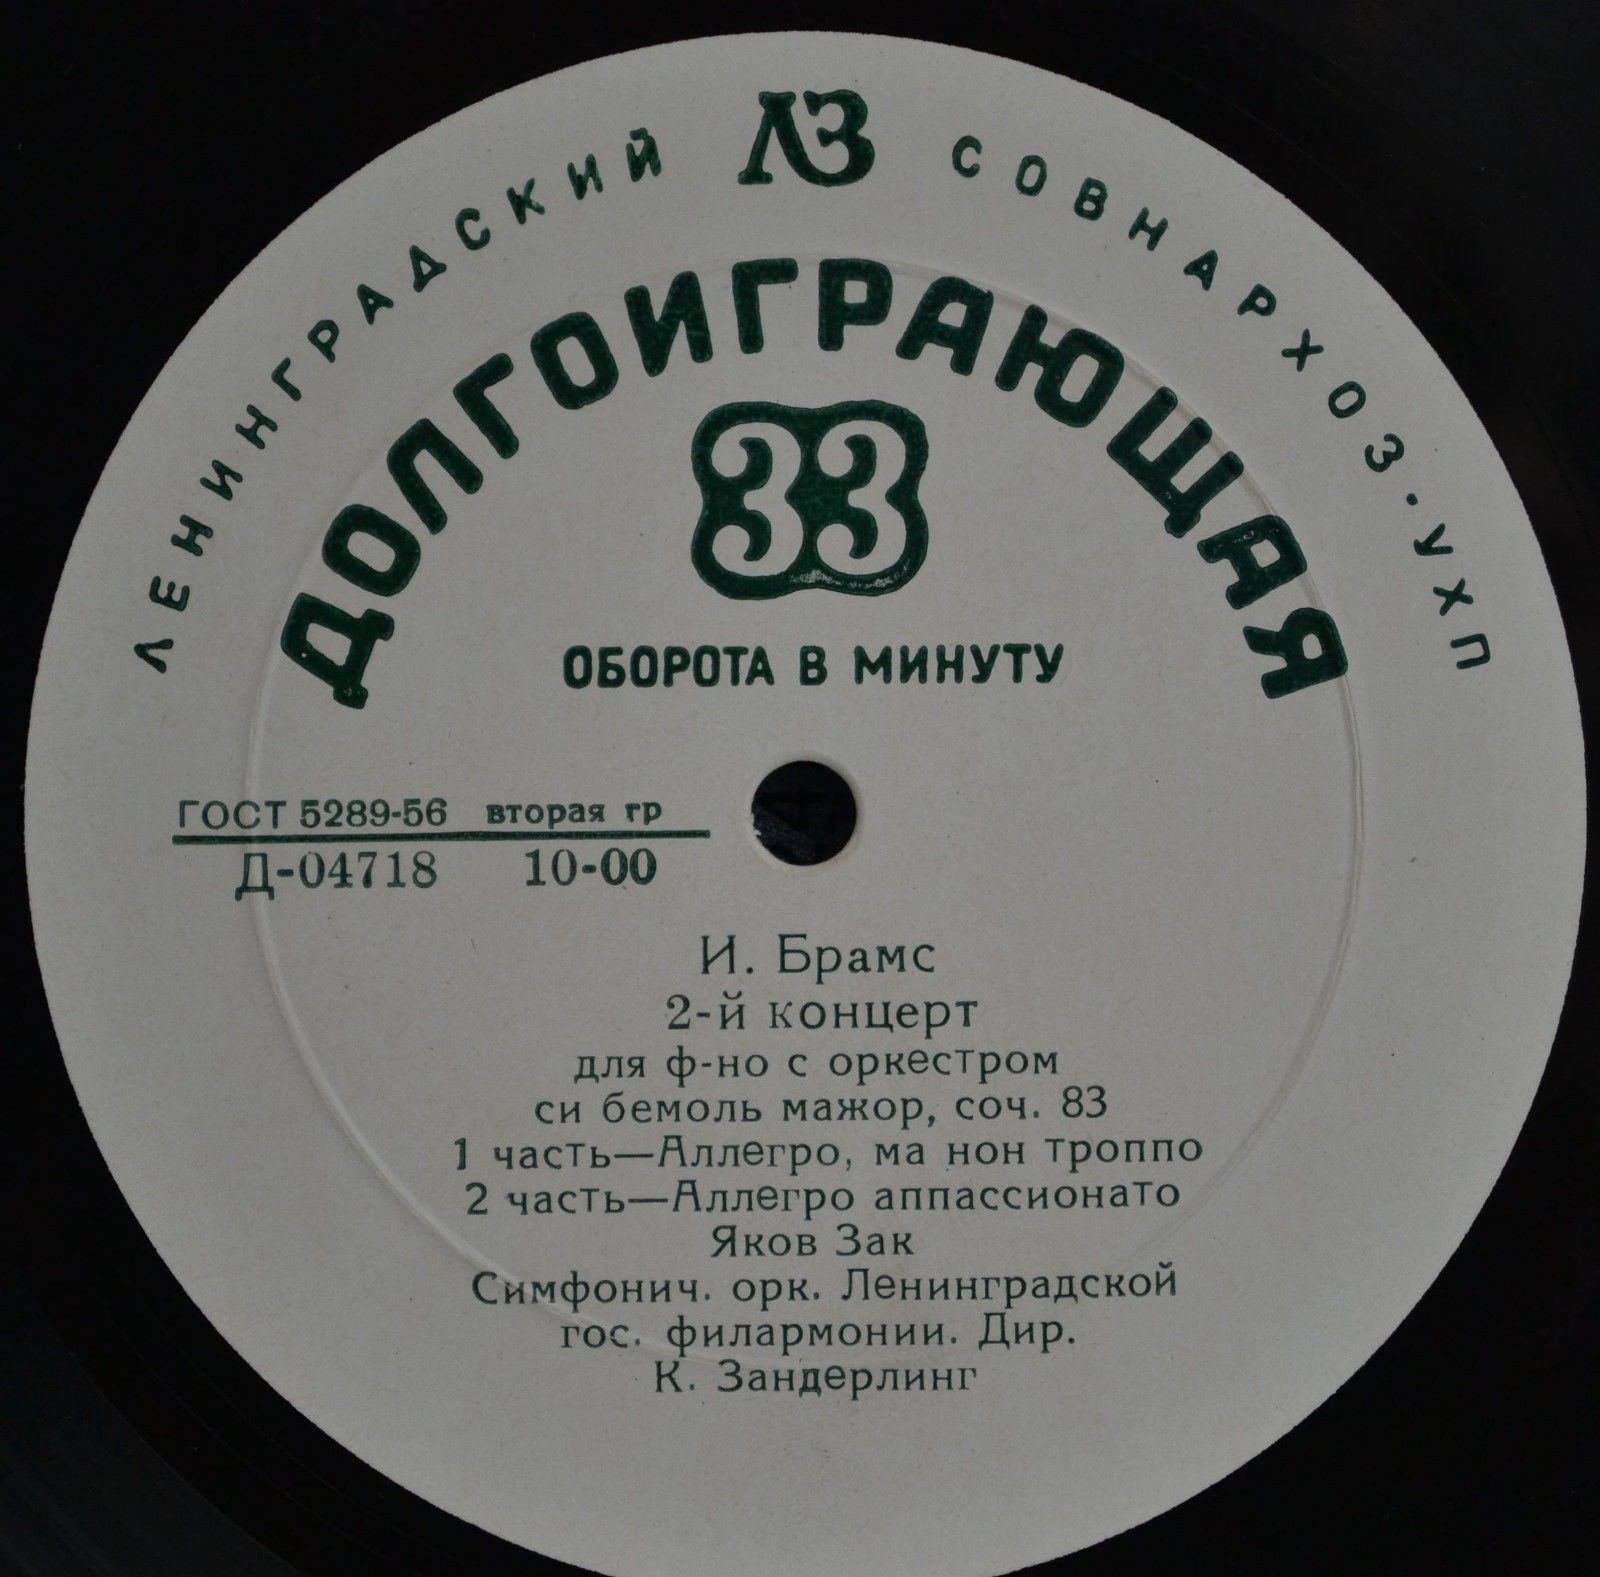 ЛЕНИНГРАДСКИЙ ЛЗ СОВНАРХОЗ · УХП
ДОЛГОИГРАЮЩАЯ
33
ОБОРОТА В МИНУТУ
ГОСТ 5289-56 вторая гр
Д-04718 10-00
И. Брамс
2-й концерт
для ф-но с оркестром
си бемоль мажор, соч. 83
1 часть—Аллегро, ма нон троппо
2 часть—Аллегро аппассионато
Яков Зак
Симфонич. орк. Ленинградской
гос. филармонии. Дир.
К. Зандерлинг